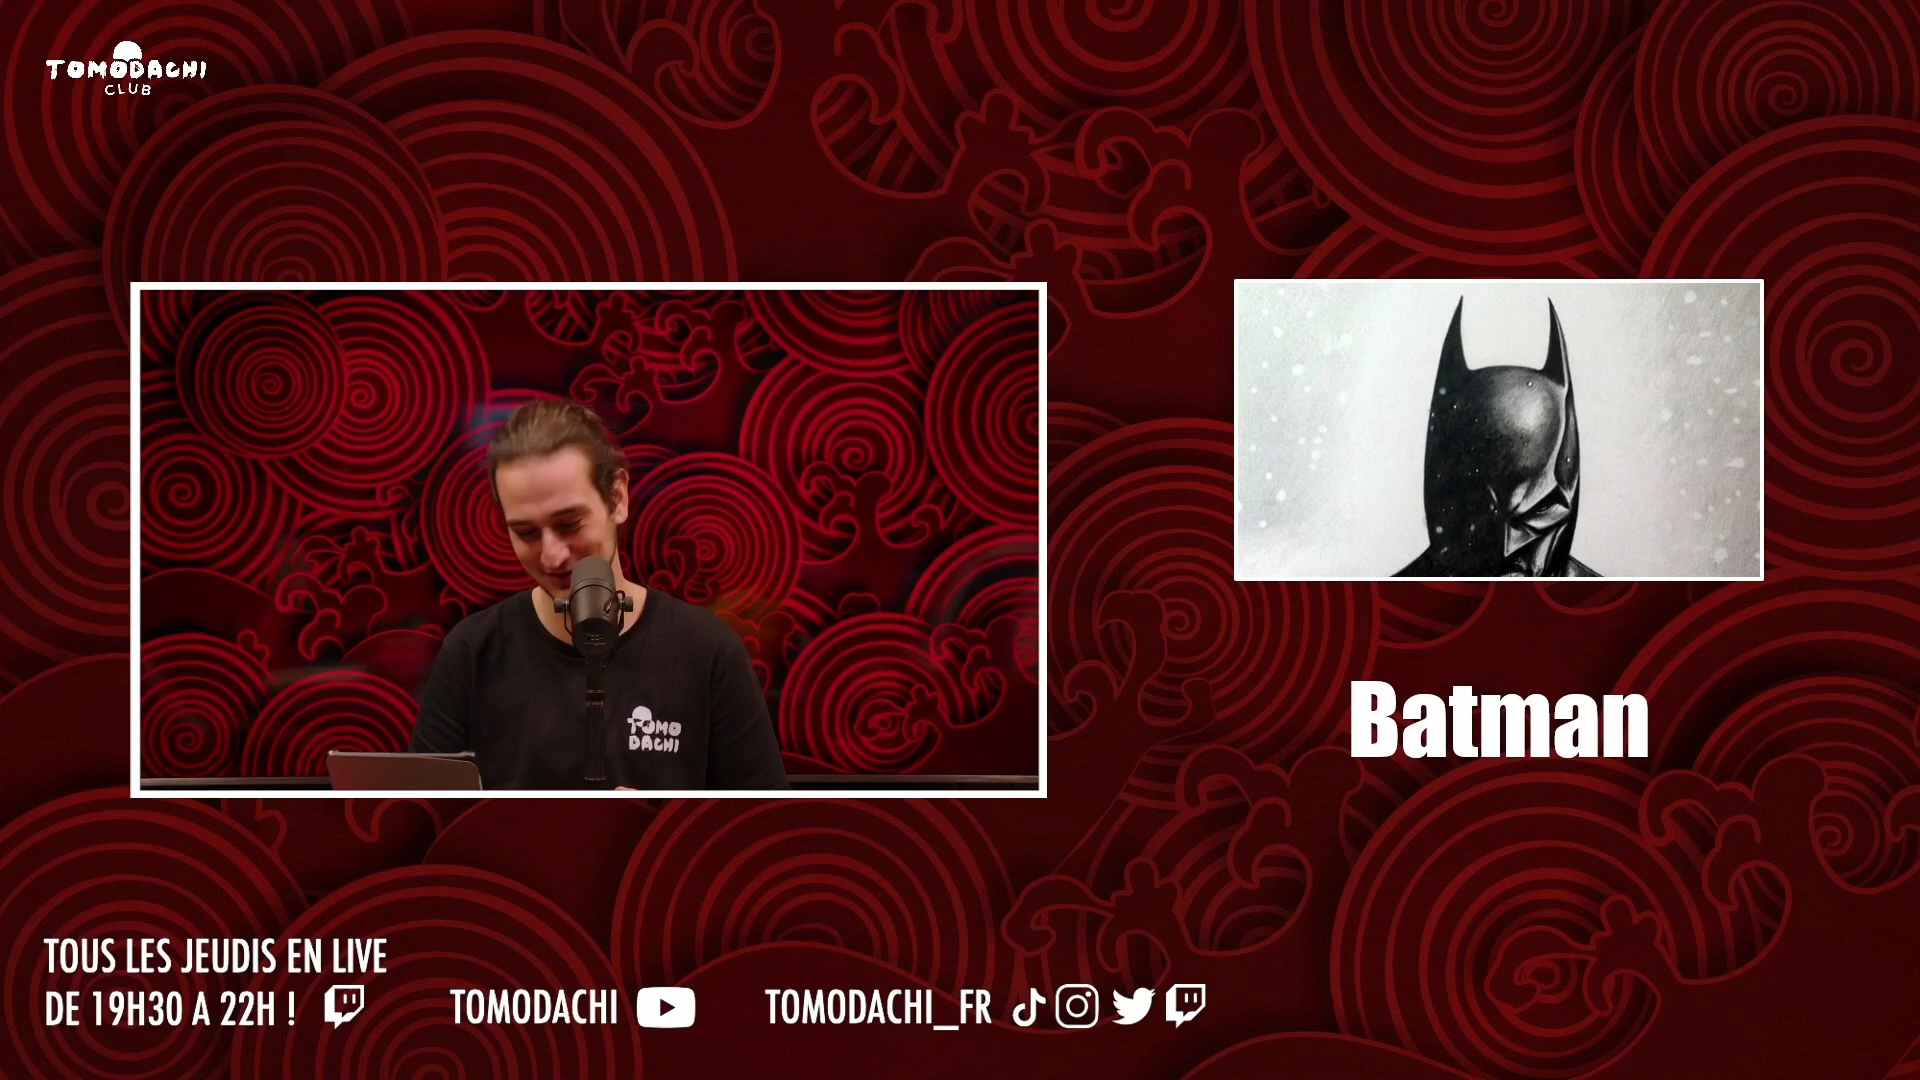 TOMODACHI
CLUB
TOMO
DACHI
Batman
TOUS LES JEUDIS EN LIVE
DE 19H30 A 22H !
TOMODACHI
TOMODACHI_FR